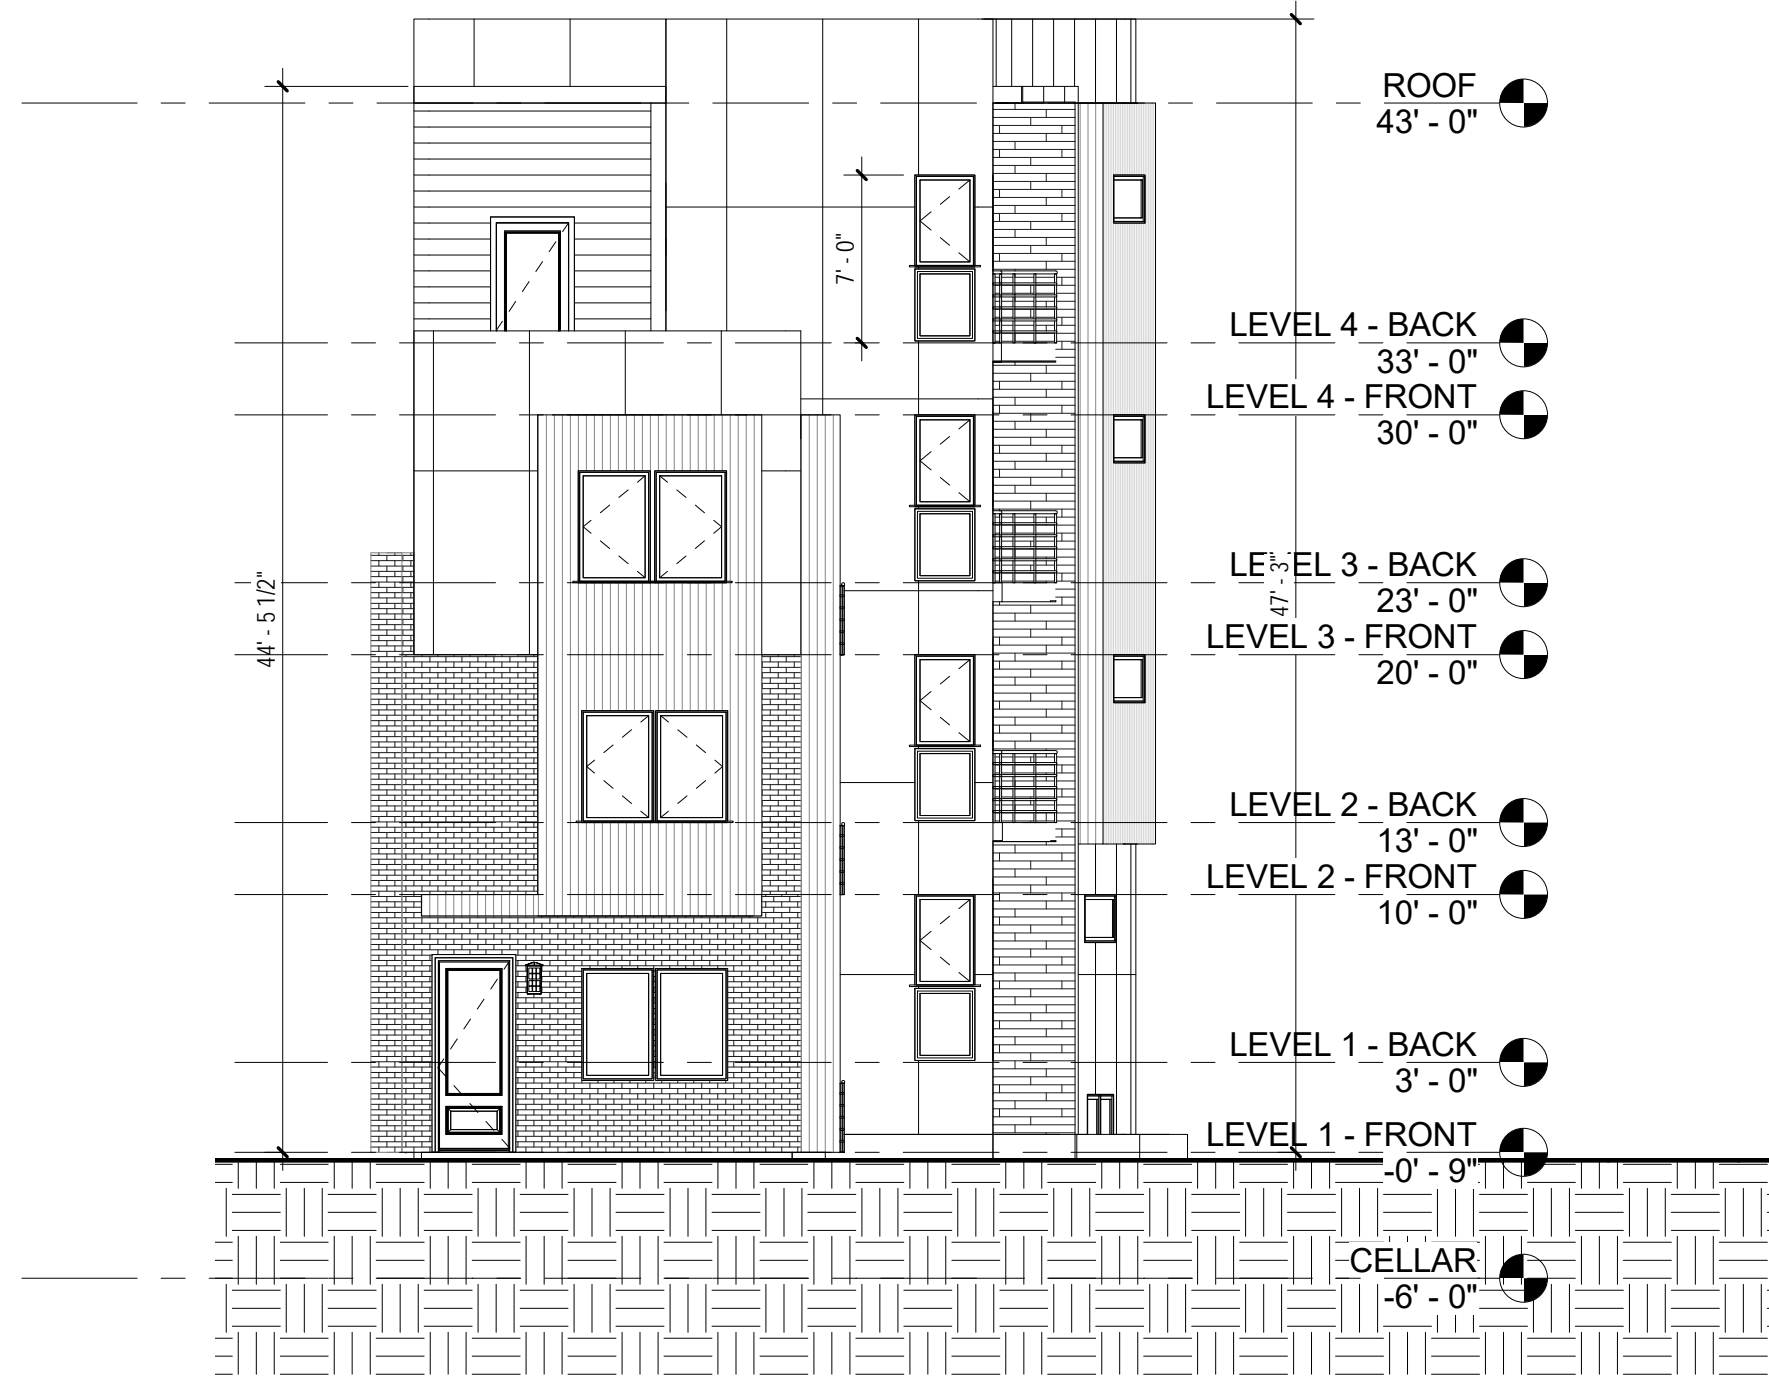 ROOF
43' - 0"
7' - 0"
LEVEL 4 - BACK
33' - 0"
LEVEL 4 - FRONT
30' - 0"
44' - 5 1/2"
47' - 3"
LEVEL 3 - BACK
23' - 0"
LEVEL 3 - FRONT
20' - 0"
LEVEL 2 - BACK
13' - 0"
LEVEL 2 - FRONT
10' - 0"
LEVEL 1 - BACK
3' - 0"
LEVEL 1 - FRONT
-0' - 9"
CELLAR
-6' - 0"